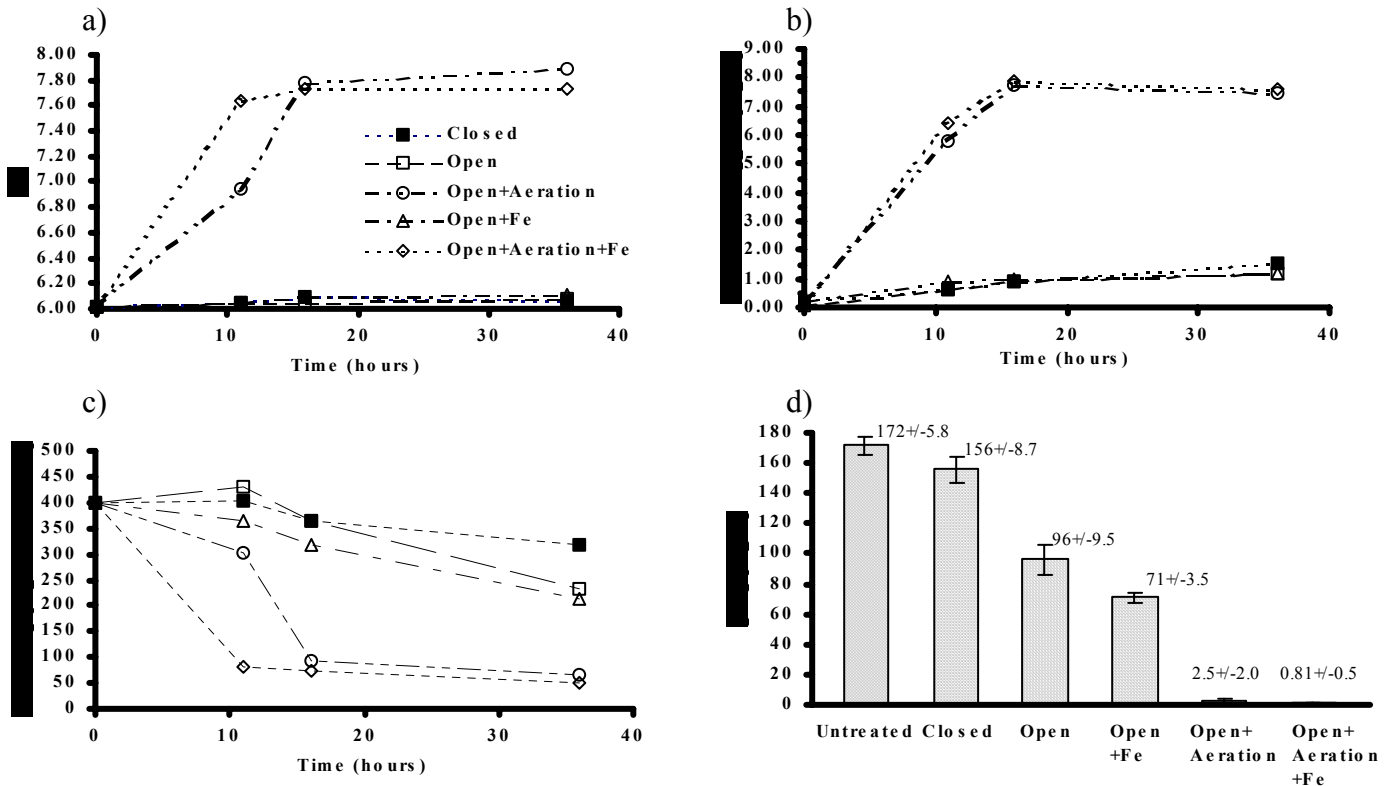 a)
8.00
7.80
7.60
7.40
7.20
7.00
6.80
6.60
6.40
6.20
6.00
0 10 20 30 40
Time (hours)
Closed
Open
Open+Aeration
Open+Fe
Open+Aeration+Fe
b)
9.00
8.00
7.00
6.00
5.00
4.00
3.00
2.00
1.00
0.00
0 10 20 30 40
Time (hours)
c)
500
450
400
350
300
250
200
150
100
50
0
0 10 20 30 40
Time (hours)
d)
180
160
140
120
100
80
60
40
20
0
172+/-5.8
156+/-8.7
96+/-9.5
71+/-3.5
2.5+/-2.0
0.81+/-0.5
Untreated Closed Open Open Open+ Open+
+Fe Aeration Aeration
+Fe